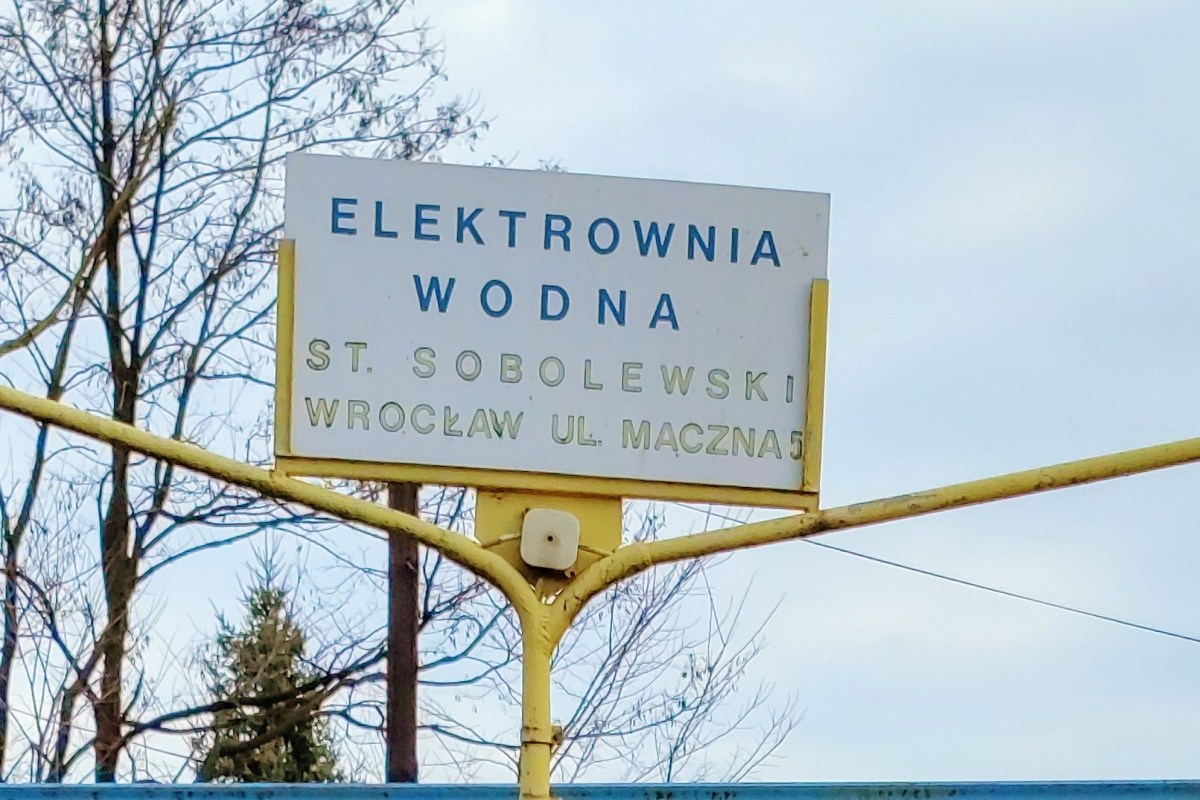 ELEKTROWNIA
WODNA
ST. SOBOLEWSKI
WROCŁAW UL. MĄCZNA 5